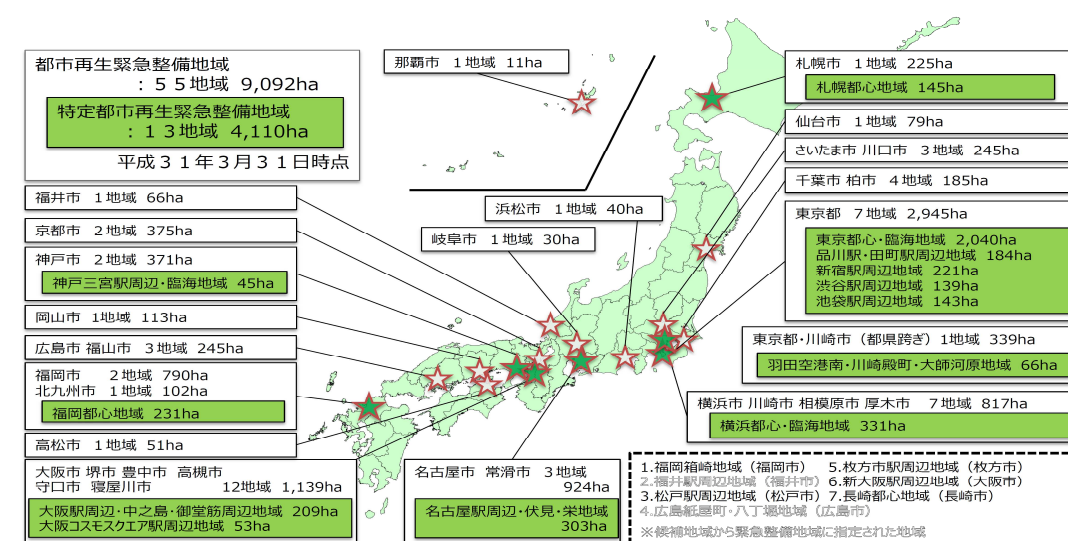 都市再生緊急整備地域
：５５地域 9,092ha
特定都市再生緊急整備地域
：１３地域 4,110ha
平成３１年３月３１日時点
福井市 １地域 66ha
京都市 ２地域 375ha
神戸市 ２地域 371ha
神戸三宮駅周辺・臨海地域 45ha
岡山市 1地域 113ha
広島市 福山市 ３地域 245ha
福岡市 ２地域 790ha
北九州市 １地域 102ha
福岡都心地域 231ha
高松市 １地域 51ha
大阪市 堺市 豊中市 高槻市
守口市 寝屋川市 12地域 1,139ha
大阪駅周辺・中之島・御堂筋周辺地域 209ha
大阪コスモスクエア駅周辺地域 53ha
那覇市 １地域 11ha
浜松市 １地域 40ha
岐阜市 １地域 30ha
名古屋市 常滑市 ３地域
924ha
名古屋駅周辺・伏見・栄地域
303ha
札幌市 １地域 225ha
札幌都心地域 145ha
仙台市 １地域 79ha
さいたま市 川口市 ３地域 245ha
千葉市 柏市 ４地域 185ha
東京都 ７地域 2,945ha
東京都心・臨海地域 2,040ha
品川駅・田町駅周辺地域 184ha
新宿駅周辺地域 221ha
渋谷駅周辺地域 139ha
池袋駅周辺地域 143ha
東京都・川崎市（都県跨ぎ）1地域 339ha
羽田空港南・川崎殿町・大師河原地域 66ha
横浜市 川崎市 相模原市 厚木市 ７地域 817ha
横浜都心・臨海地域 331ha
1.福岡箱崎地域（福岡市） 5.枚方市駅周辺地域（枚方市）
2.福井駅周辺地域（福井市） 6.新大阪駅周辺地域（大阪市）
3.松戸駅周辺地域（松戸市） 7.長崎都心地域（長崎市）
4.広島紙屋町・八丁堀地域（広島市）
※候補地域から緊急整備地域に指定された地域